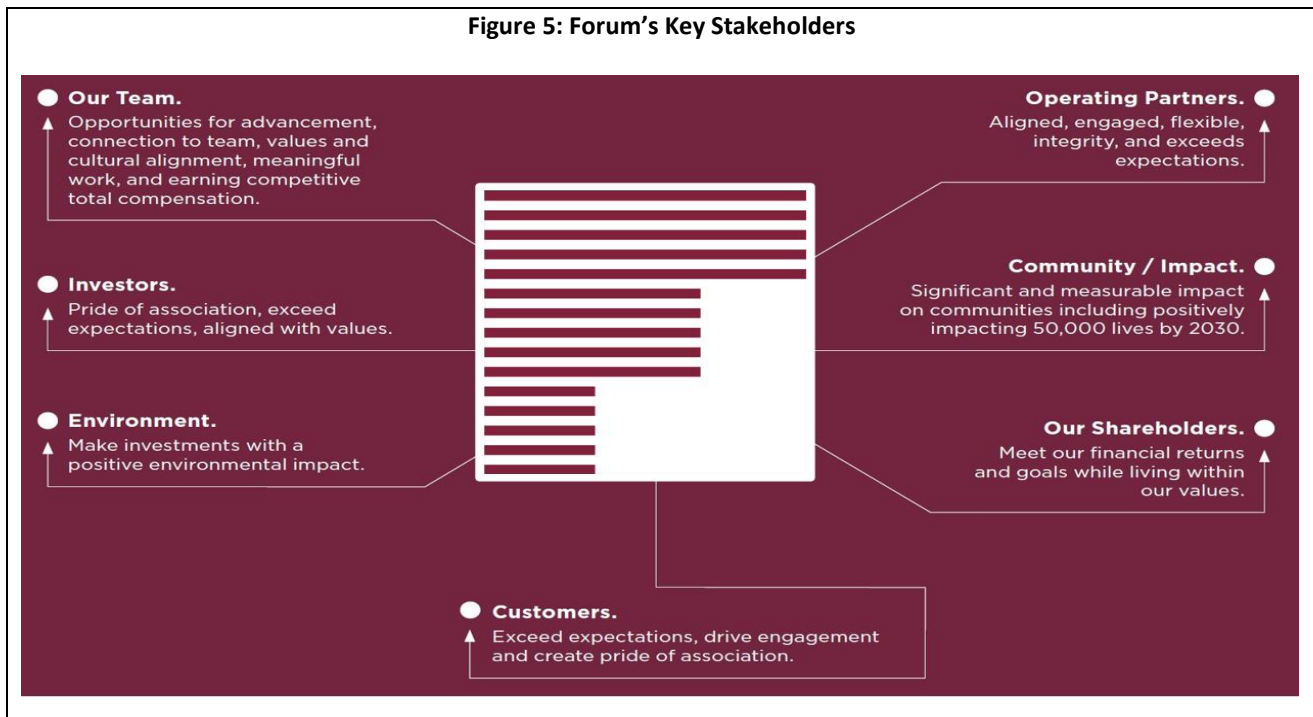 Figure 5: Forum’s Key Stakeholders
Our Team.
Opportunities for advancement,
connection to team, values and
cultural alignment, meaningful
work, and earning competitive
total compensation.
Investors.
Pride of association, exceed
expectations, aligned with values.
Environment.
Make investments with a
positive environmental impact.
Operating Partners.
Aligned, engaged, flexible,
integrity, and exceeds
expectations.
Community / Impact.
Significant and measurable impact
on communities including positively
impacting 50,000 lives by 2030.
Our Shareholders.
Meet our financial returns
and goals while living within
our values.
Customers.
Exceed expectations, drive engagement
and create pride of association.